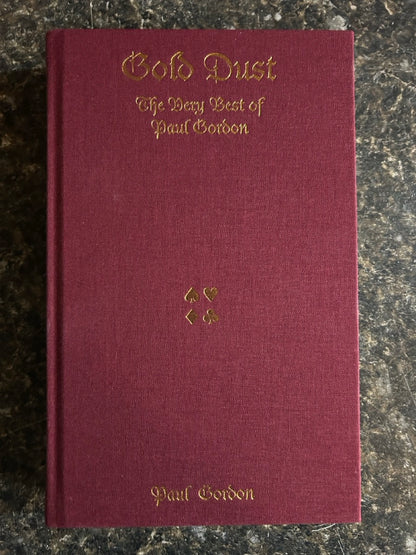 Gold Dust
The Very Best of
Paul Gordon
Paul Gordon